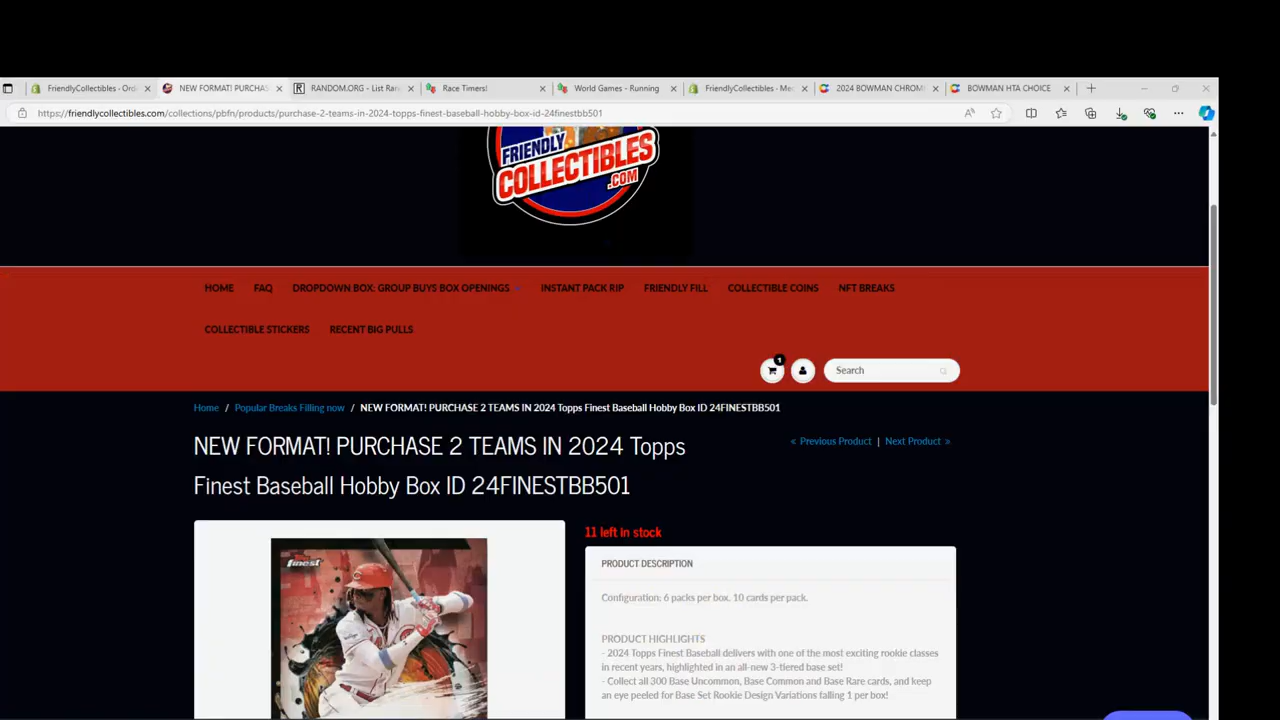 FriendlyCollectibles - Ord
NEW FORMAT! PURCHAS
RANDOM.ORG - List Ran
Race Timers!
World Games - Running
FriendlyCollectibles - Me
2024 BOWMAN CHROM
BOWMAN HTA CHOICE
https://friendlycollectibles.com/collections/pbfn/products/purchase-2-teams-in-2024-topps-finest-baseball-hobby-box-id-24finestbb501
FRIENDLY
COLLECTIBLES
.COM
HOME FAQ DROPDOWN BOX: GROUP BUYS BOX OPENINGS INSTANT PACK RIP FRIENDLY FILL COLLECTIBLE COINS NFT BREAKS
COLLECTIBLE STICKERS RECENT BIG PULLS
1
Search
Home / Popular Breaks Filling now / NEW FORMAT! PURCHASE 2 TEAMS IN 2024 Topps Finest Baseball Hobby Box ID 24FINESTBB501
NEW FORMAT! PURCHASE 2 TEAMS IN 2024 Topps
Finest Baseball Hobby Box ID 24FINESTBB501
« Previous Product | Next Product »
Topps
finest
11 left in stock
PRODUCT DESCRIPTION
Configuration: 6 packs per box. 10 cards per pack.
PRODUCT HIGHLIGHTS
- 2024 Topps Finest Baseball delivers with one of the most exciting rookie classes
in recent years, highlighted in an all-new 3-tiered base set!
- Collect all 300 Base Uncommon, Base Common and Base Rare cards, and keep
an eye peeled for Base Set Rookie Design Variations falling 1 per box!